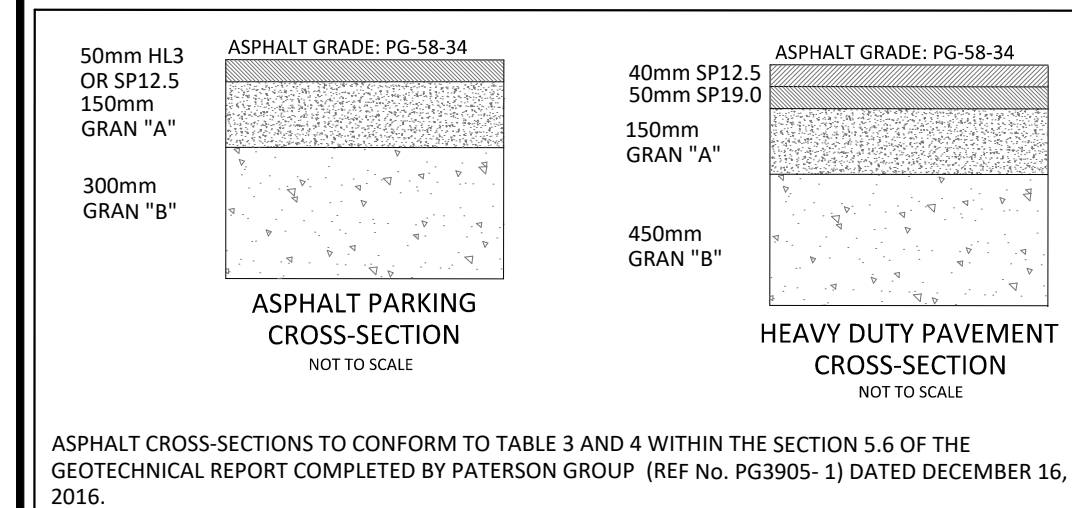 ASPHALT GRADE: PG-58-34
50mm HL3
OR SP12.5
150mm
GRAN "A"
300mm
GRAN "B"
ASPHALT PARKING
CROSS-SECTION
NOT TO SCALE
ASPHALT GRADE: PG-58-34
40mm SP12.5
50mm SP19.0
150mm
GRAN "A"
450mm
GRAN "B"
HEAVY DUTY PAVEMENT
CROSS-SECTION
NOT TO SCALE
ASPHALT CROSS-SECTIONS TO CONFORM TO TABLE 3 AND 4 WITHIN THE SECTION 5.6 OF THE
GEOTECHNICAL REPORT COMPLETED BY PATERSON GROUP (REF No. PG3905- 1) DATED DECEMBER 16,
2016.